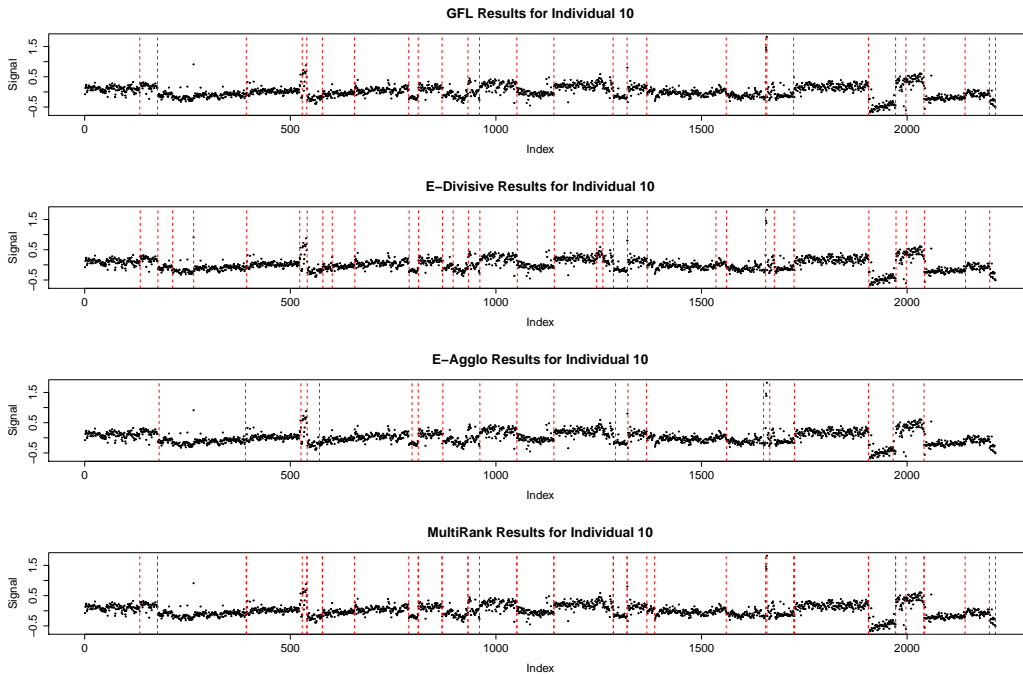 GFL Results for Individual 10
Signal
−0.5 0.5 1.5
0 500 1000 1500 2000
Index
E−Divisive Results for Individual 10
Signal
−0.5 0.5 1.5
0 500 1000 1500 2000
Index
E−Agglo Results for Individual 10
Signal
−0.5 0.5 1.5
0 500 1000 1500 2000
Index
MultiRank Results for Individual 10
Signal
−0.5 0.5 1.5
0 500 1000 1500 2000
Index